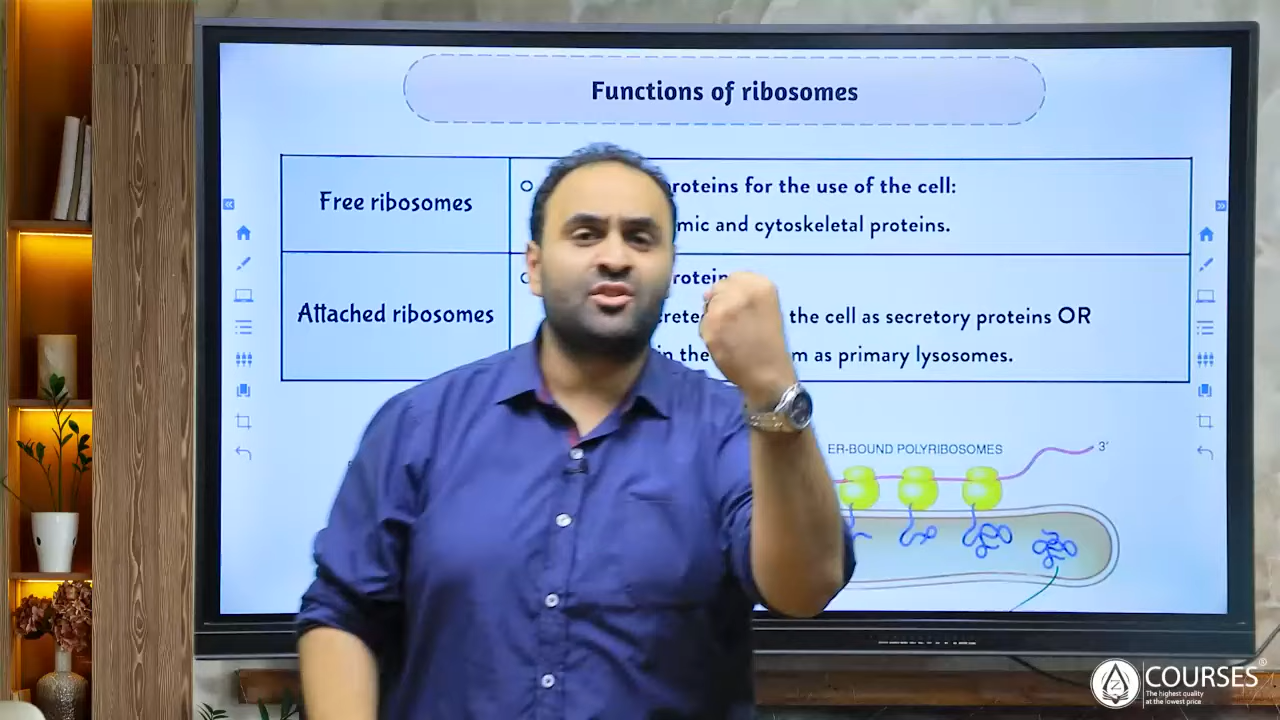 Functions of ribosomes
Free ribosomes
proteins for the use of the cell:
and cytoskeletal proteins.
Attached ribosomes
the cell as secretory proteins OR
in the
as primary lysosomes.
ER-BOUND POLYRIBOSOMES
3'
COURSES®
The highest quality
at the lowest price